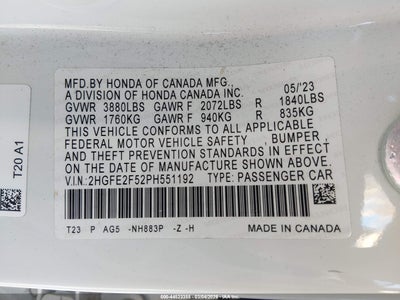 MFD.BY HONDA OF CANADA MFG.,
A DIVISION OF HONDA CANADA INC. 05/'23
GVWR 3880LBS GAWR F 2072LBS R 1840LBS
GVWR 1760KG GAWR F 940KG R 835KG
THIS VEHICLE CONFORMS TO ALL APPLICABLE
FEDERAL MOTOR VEHICLE SAFETY, BUMPER,
AND THEFT PREVENTION STANDARDS IN EFFECT
ON THE DATE OF MANUFACTURE SHOWN ABOVE.
V.I.N.:2HGFE2F52PH551192 TYPE: PASSENGER CAR
T23 P AG5 -NH883P -Z -H MADE IN CANADA
T20 A1